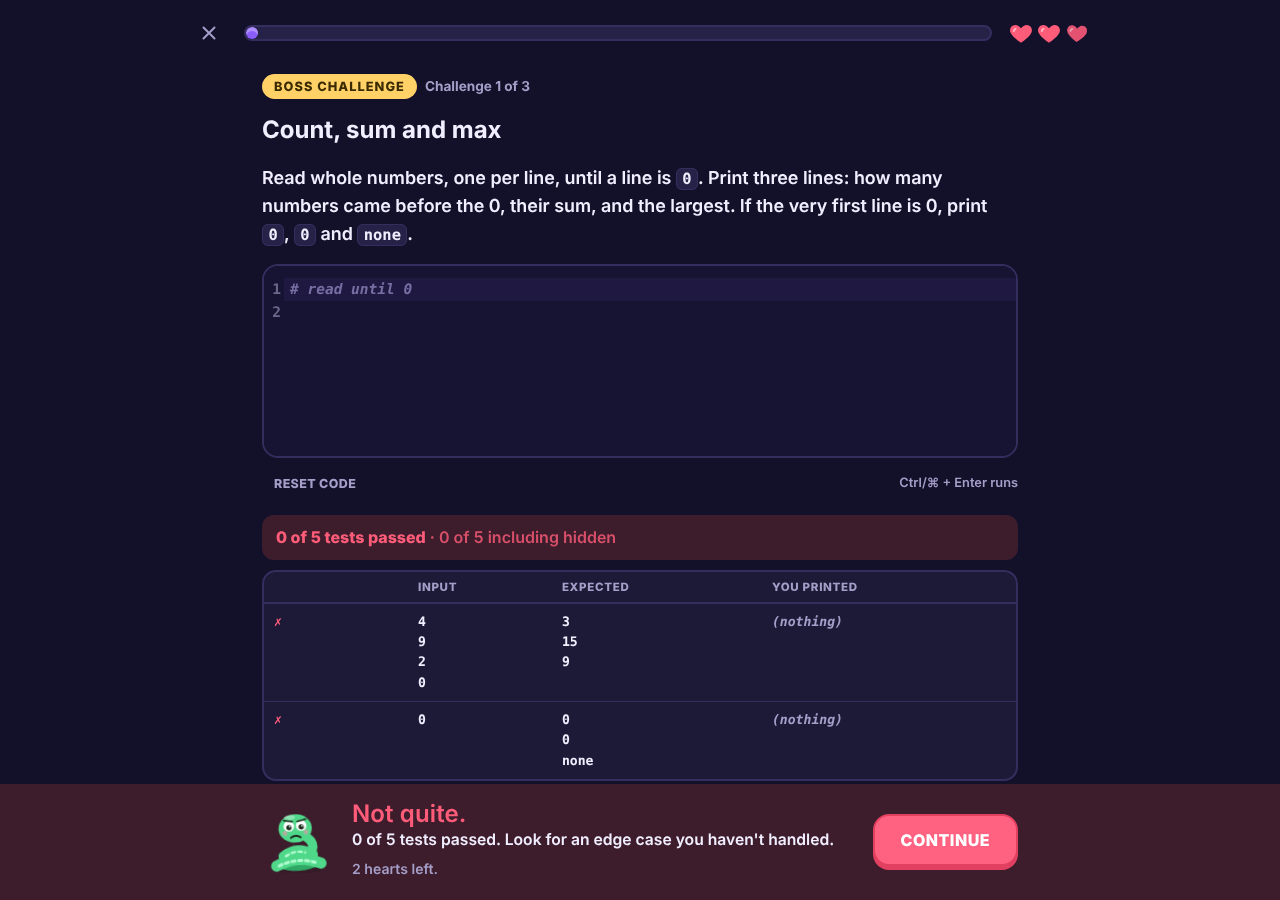 BOSS CHALLENGE Challenge 1 of 3
Count, sum and max
Read whole numbers, one per line, until a line is 0. Print three lines: how many
numbers came before the 0, their sum, and the largest. If the very first line is 0, print
0, 0 and none.
1 # read until 0
2
RESET CODE Ctrl/⌘ + Enter runs
0 of 5 tests passed · 0 of 5 including hidden
INPUT EXPECTED YOU PRINTED
✗ 4 3 (nothing)
9 15
2 9
0
✗ 0 0 (nothing)
0
none
Not quite.
0 of 5 tests passed. Look for an edge case you haven't handled.
CONTINUE
2 hearts left.